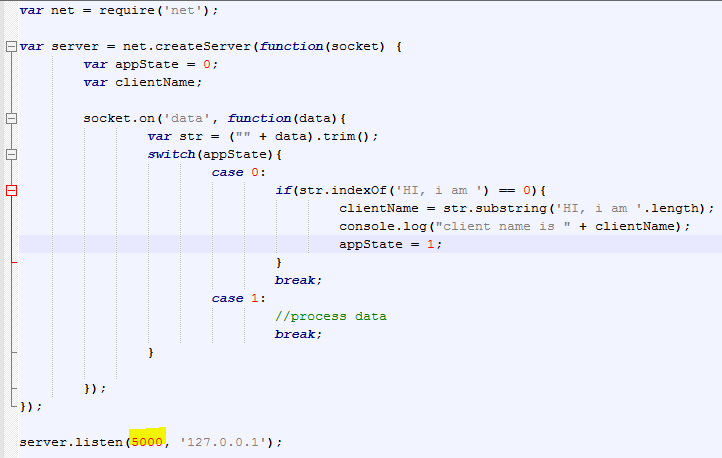 var net = require('net');
var server = net.createServer(function(socket) {
var appState = 0;
var clientName;
socket.on('data', function(data){
var str = ("" + data).trim();
switch(appState){
case 0:
if(str.indexOf('HI, i am ') == 0){
clientName = str.substring('HI, i am '.length);
console.log("client name is " + clientName);
appState = 1;
}
break;
case 1:
//process data
break;
}
});
});
server.listen(5000, '127.0.0.1');